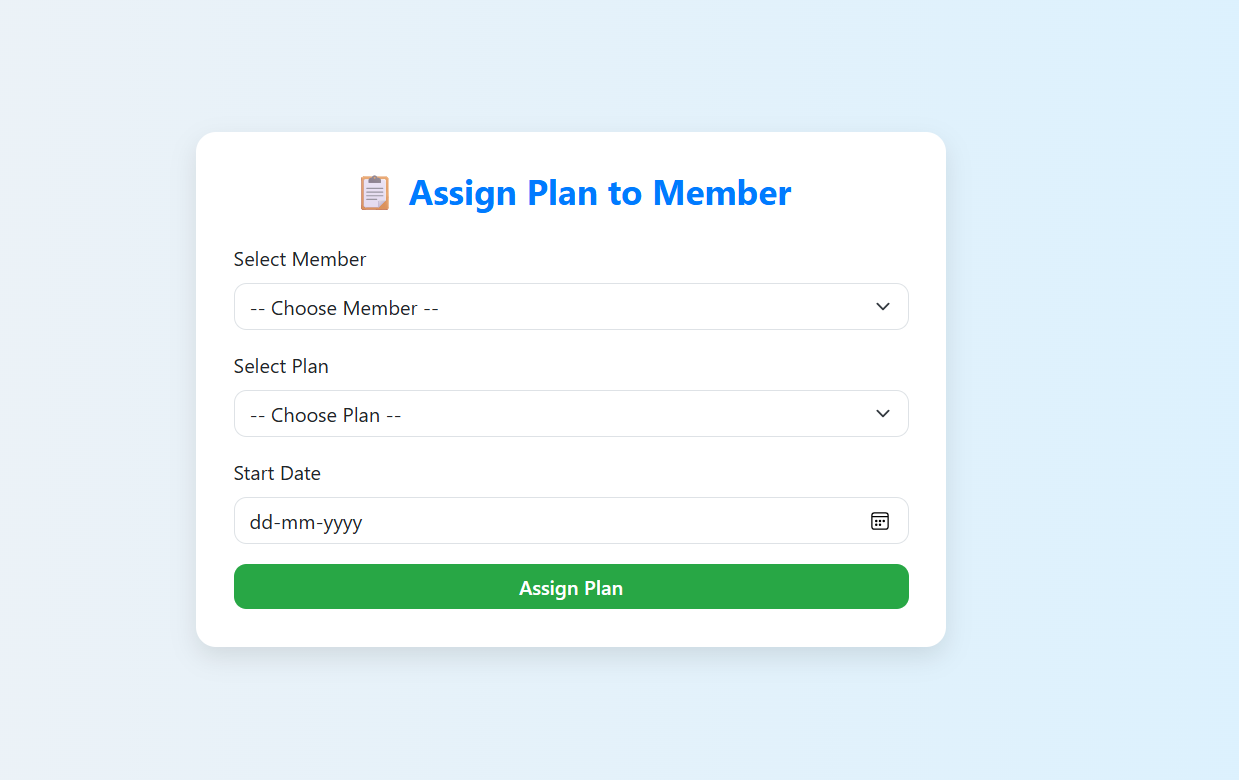 Assign Plan to Member
Select Member
-- Choose Member --
Select Plan
-- Choose Plan --
Start Date
dd-mm-yyyy
Assign Plan